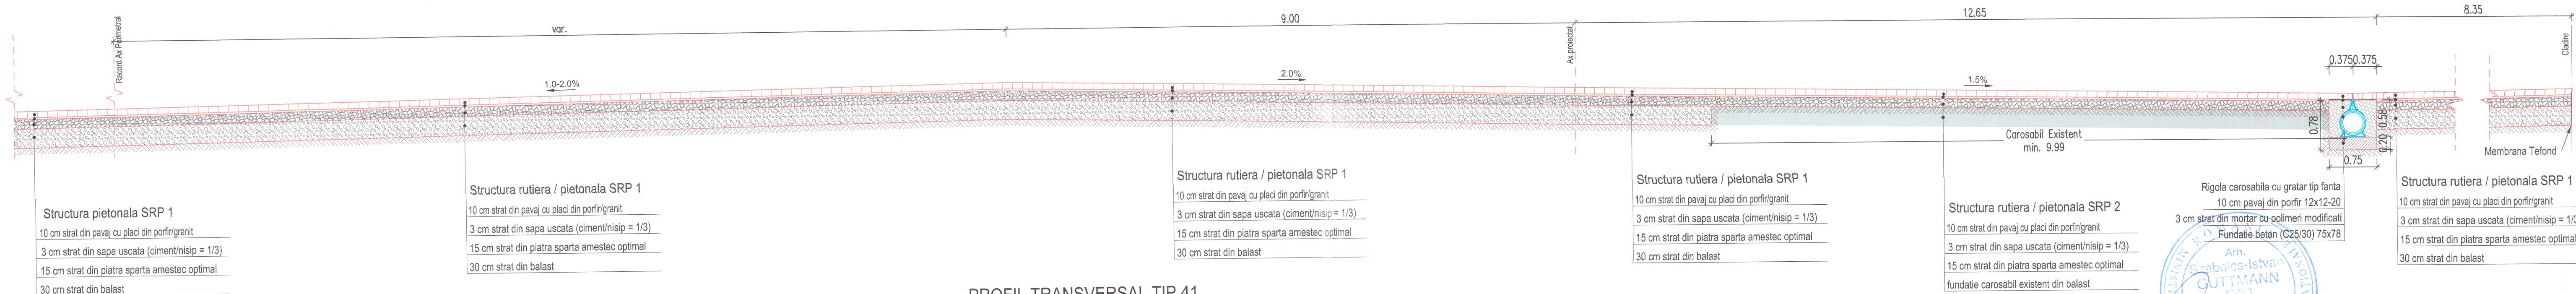 9.00
12.65
8.35
var.
Racord Ax Perimetral
Ax proiectat
Cladire
1.0-2.0%
2.0%
1.5%
0.375 0.375
0.78
0.58
0.20
0.75
Carosabil Existent
min. 9.99
Membrana Tefond
Structura pietonala SRP 1
10 cm strat din pavaj cu placi din porfir/granit
3 cm strat din sapa uscata (ciment/nisip = 1/3)
15 cm strat din piatra sparta amestec optimal
30 cm strat din balast
Structura rutiera / pietonala SRP 1
10 cm strat din pavaj cu placi din porfir/granit
3 cm strat din sapa uscata (ciment/nisip = 1/3)
15 cm strat din piatra sparta amestec optimal
30 cm strat din balast
Structura rutiera / pietonala SRP 1
10 cm strat din pavaj cu placi din porfir/granit
3 cm strat din sapa uscata (ciment/nisip = 1/3)
15 cm strat din piatra sparta amestec optimal
30 cm strat din balast
Structura rutiera / pietonala SRP 1
10 cm strat din pavaj cu placi din porfir/granit
3 cm strat din sapa uscata (ciment/nisip = 1/3)
15 cm strat din piatra sparta amestec optimal
30 cm strat din balast
Structura rutiera / pietonala SRP 2
10 cm strat din pavaj cu placi din porfir/granit
3 cm strat din sapa uscata (ciment/nisip = 1/3)
15 cm strat din piatra sparta amestec optimal
fundatie carosabil existent din balast
Rigola carosabila cu gratar tip fanta
10 cm pavaj din porfir 12x12-20
3 cm strat din mortar cu polimeri modificati
Fundatie beton (C25/30) 75x78
Structura rutiera / pietonala SRP 1
10 cm strat din pavaj cu placi din porfir/granit
3 cm strat din sapa uscata (ciment/nisip = 1/3
15 cm strat din piatra sparta amestec optimal
30 cm strat din balast
PROFIL TRANSVERSAL TIP 41
Arh.
Szabolcs-Istvan
GUTTMANN